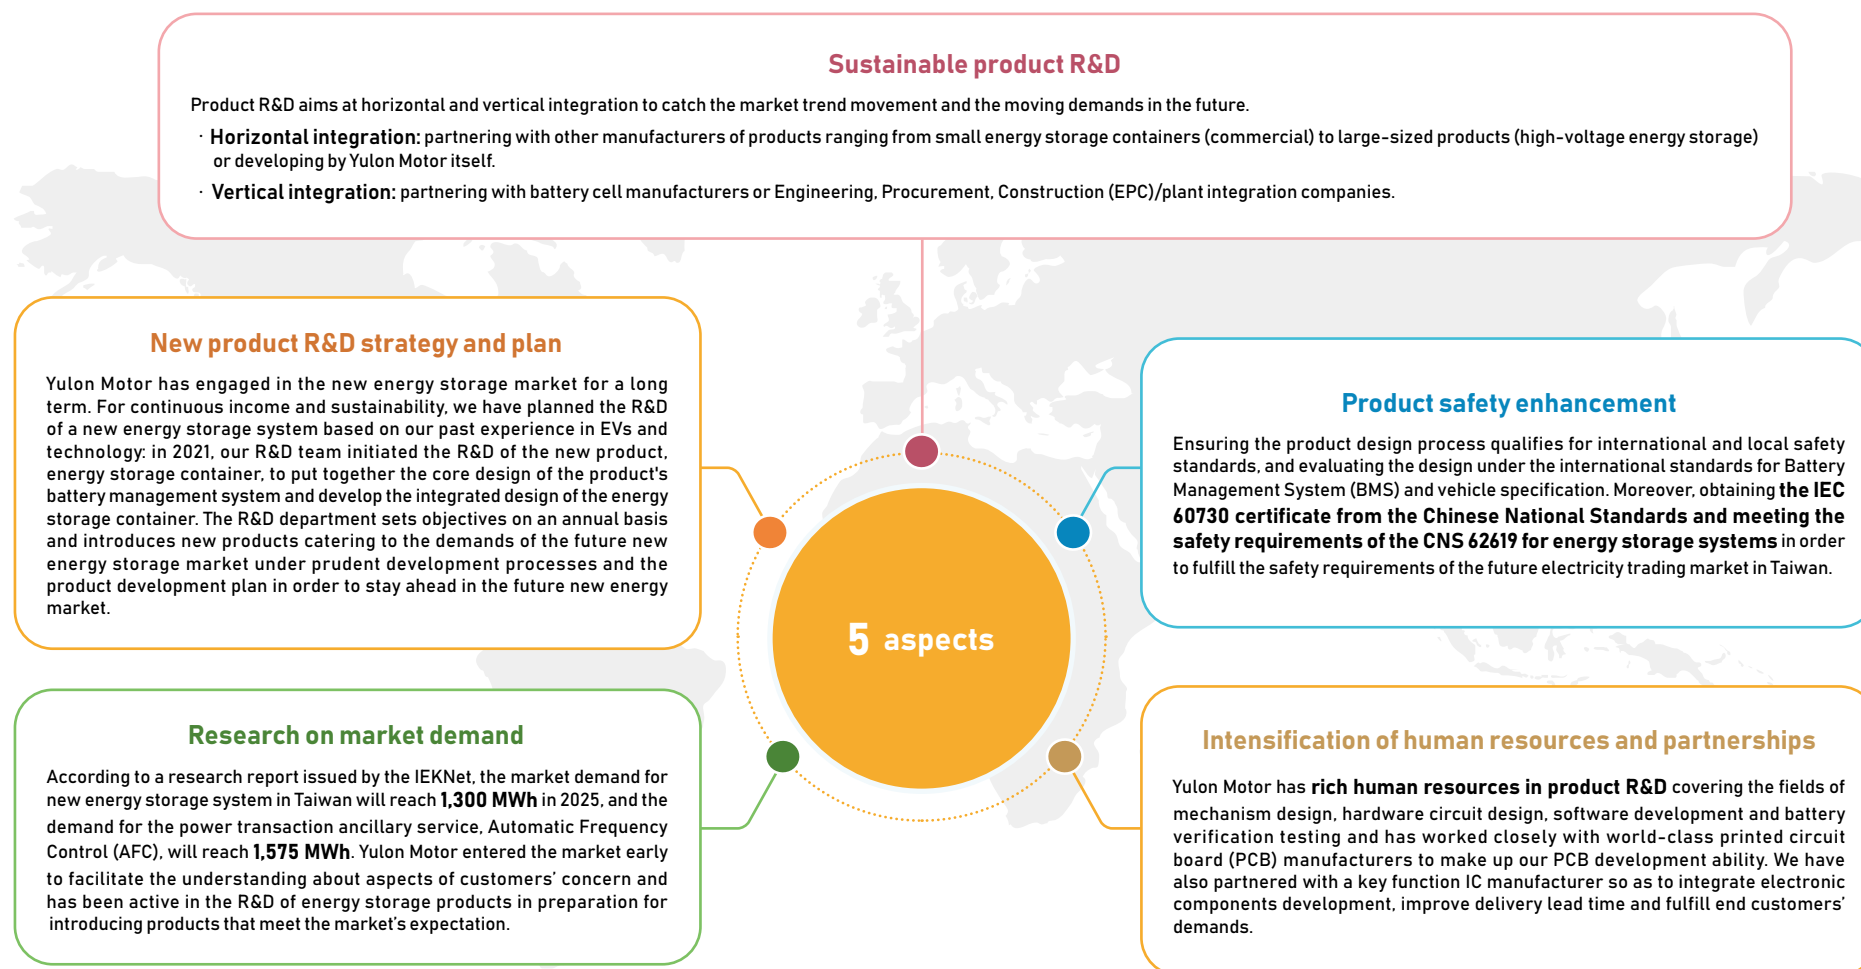 Sustainable product R&D
Product R&D aims at horizontal and vertical integration to catch the market trend movement and the moving demands in the future.
· Horizontal integration: partnering with other manufacturers of products ranging from small energy storage containers (commercial) to large-sized products (high-voltage energy storage)
or developing by Yulon Motor itself.
· Vertical integration: partnering with battery cell manufacturers or Engineering, Procurement, Construction (EPC)/plant integration companies.
New product R&D strategy and plan
Yulon Motor has engaged in the new energy storage market for a long
term. For continuous income and sustainability, we have planned the R&D
of a new energy storage system based on our past experience in EVs and
technology: in 2021, our R&D team initiated the R&D of the new product,
energy storage container, to put together the core design of the product's
battery management system and develop the integrated design of the energy
storage container. The R&D department sets objectives on an annual basis
and introduces new products catering to the demands of the future new
energy storage market under prudent development processes and the
product development plan in order to stay ahead in the future new energy
market.
Product safety enhancement
Ensuring the product design process qualifies for international and local safety
standards, and evaluating the design under the international standards for Battery
Management System (BMS) and vehicle specification. Moreover, obtaining the IEC
60730 certificate from the Chinese National Standards and meeting the
safety requirements of the CNS 62619 for energy storage systems in order
to fulfill the safety requirements of the future electricity trading market in Taiwan.
5 aspects
Research on market demand
According to a research report issued by the IEKNet, the market demand for
new energy storage system in Taiwan will reach 1,300 MWh in 2025, and the
demand for the power transaction ancillary service, Automatic Frequency
Control (AFC), will reach 1,575 MWh. Yulon Motor entered the market early
to facilitate the understanding about aspects of customers’ concern and
has been active in the R&D of energy storage products in preparation for
introducing products that meet the market’s expectation.
Intensification of human resources and partnerships
Yulon Motor has rich human resources in product R&D covering the fields of
mechanism design, hardware circuit design, software development and battery
verification testing and has worked closely with world-class printed circuit
board (PCB) manufacturers to make up our PCB development ability. We have
also partnered with a key function IC manufacturer so as to integrate electronic
components development, improve delivery lead time and fulfill end customers’
demands.